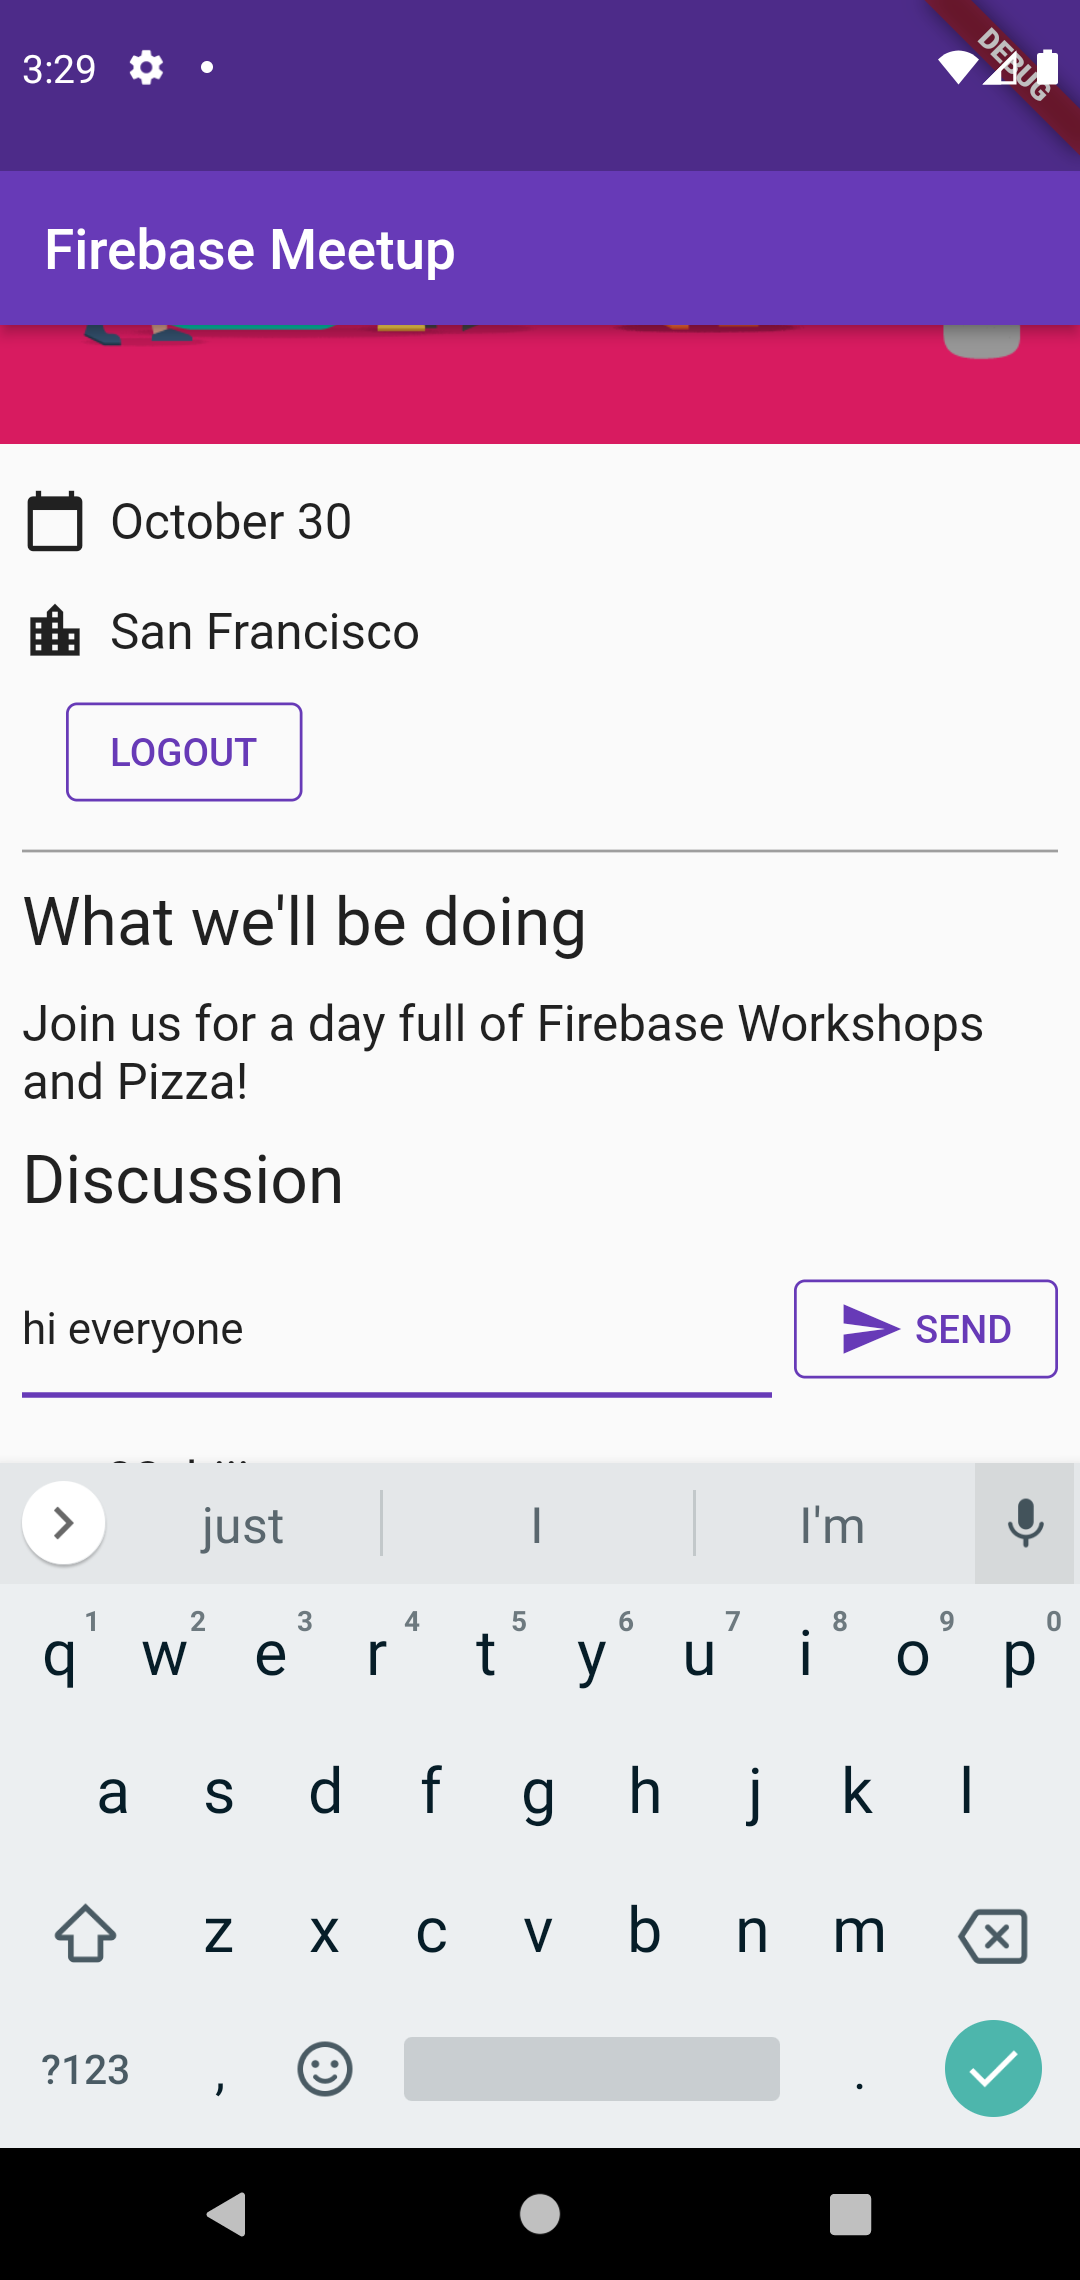 3:29
DEBUG
Firebase Meetup
October 30
San Francisco
LOGOUT
What we'll be doing
Join us for a day full of Firebase Workshops
and Pizza!
Discussion
hi everyone
SEND
just I I'm
1 2 3 4 5 6 7 8 9 0
q w e r t y u i o p
a s d f g h j k l
z x c v b n m
?123 , .